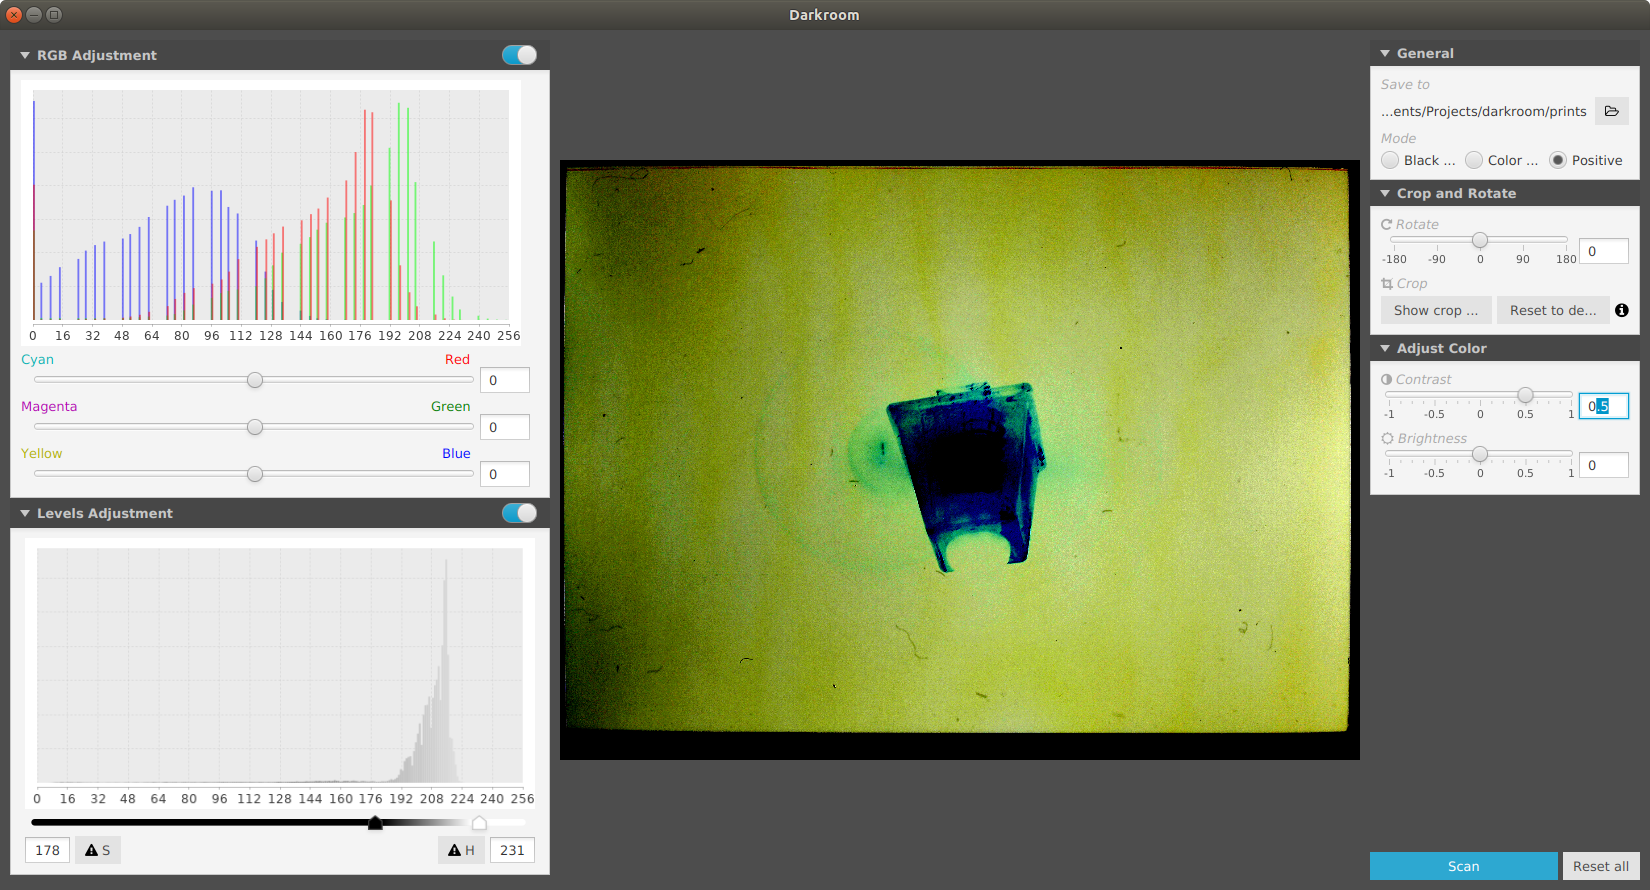 Darkroom
RGB Adjustment
0 16 32 48 64 80 96 112 128 144 160 176 192 208 224 240 256
Cyan Red
0
Magenta Green
0
Yellow Blue
0
Levels Adjustment
0 16 32 48 64 80 96 112 128 144 160 176 192 208 224 240 256
178 S H 231
General
Save to
...ents/Projects/darkroom/prints
Mode
Black ... Color ... Positive
Crop and Rotate
Rotate
-180 -90 0 90 180
0
Crop
Show crop ... Reset to de...
Adjust Color
Contrast
-1 -0.5 0 0.5 1
0.5
Brightness
-1 -0.5 0 0.5 1
0
Scan Reset all